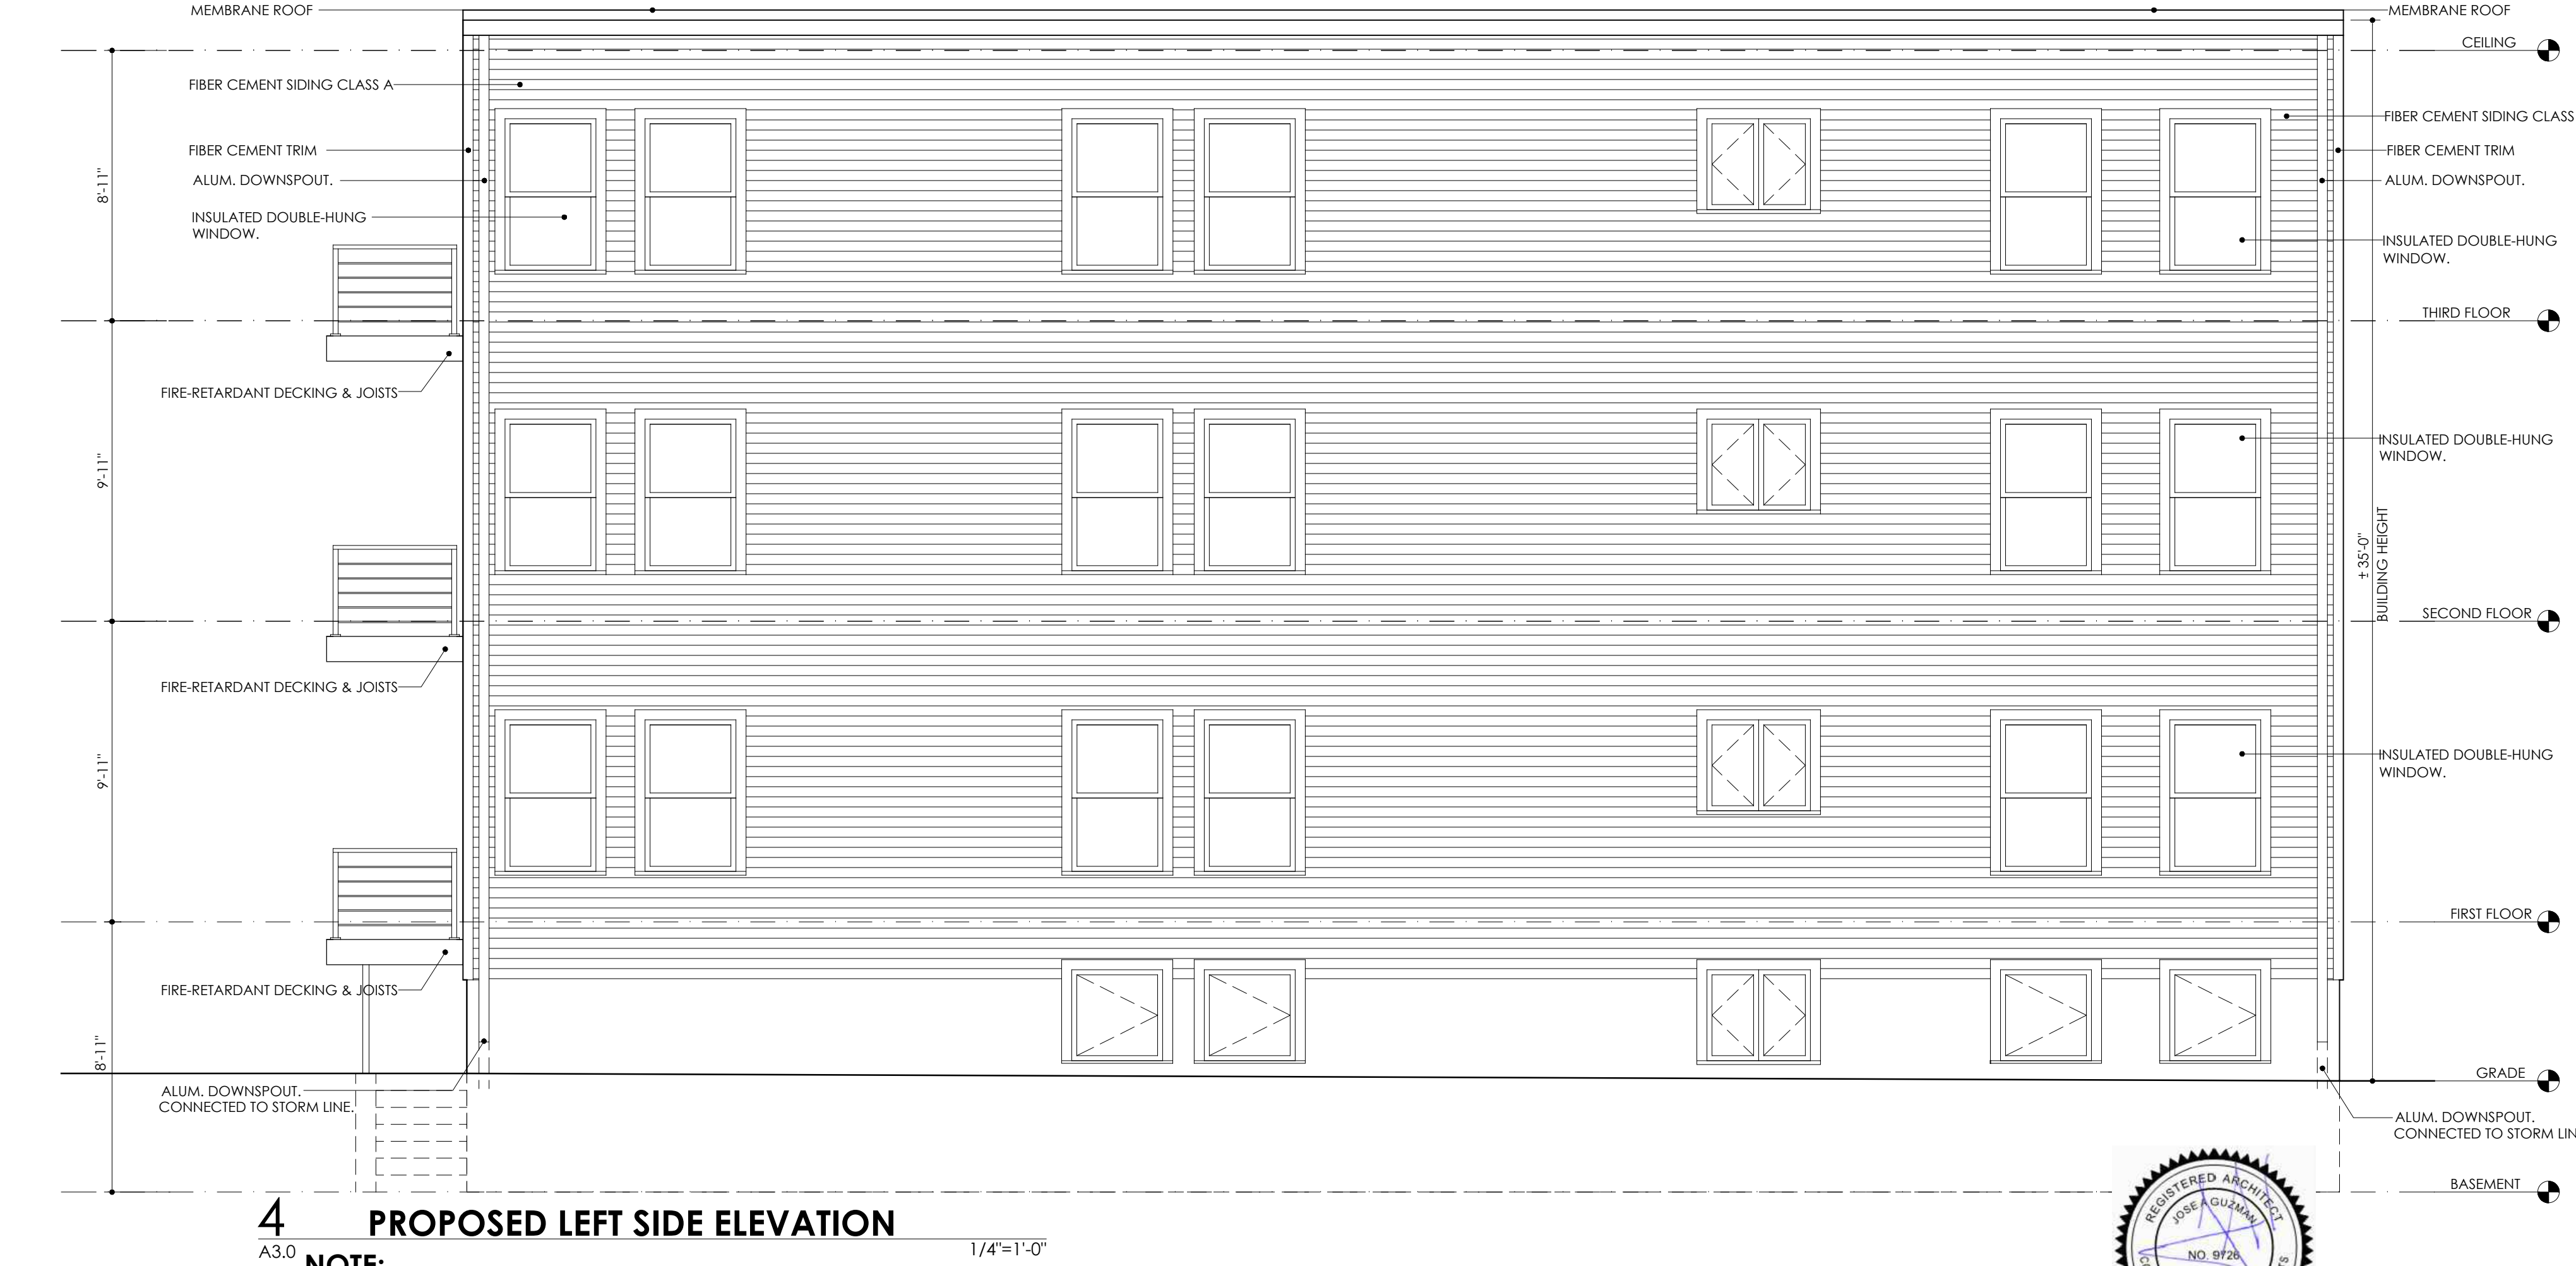 MEMBRANE ROOF
MEMBRANE ROOF
CEILING
FIBER CEMENT SIDING CLASS A
FIBER CEMENT SIDING CLASS
FIBER CEMENT TRIM
FIBER CEMENT TRIM
ALUM. DOWNSPOUT.
ALUM. DOWNSPOUT.
8'-11"
INSULATED DOUBLE-HUNG
WINDOW.
INSULATED DOUBLE-HUNG
WINDOW.
THIRD FLOOR
FIRE-RETARDANT DECKING & JOISTS
INSULATED DOUBLE-HUNG
WINDOW.
9'-11"
± 35'-0"
BUILDING HEIGHT
SECOND FLOOR
FIRE-RETARDANT DECKING & JOISTS
INSULATED DOUBLE-HUNG
WINDOW.
9'-11"
FIRST FLOOR
FIRE-RETARDANT DECKING & JOISTS
8'-11"
GRADE
ALUM. DOWNSPOUT.
CONNECTED TO STORM LINE.
ALUM. DOWNSPOUT.
CONNECTED TO STORM LIN
BASEMENT
REGISTERED ARCHITECT
JOSE A GUZMAN
NO. 9726
4 PROPOSED LEFT SIDE ELEVATION
A3.0
1/4"=1'-0"
NOTE: